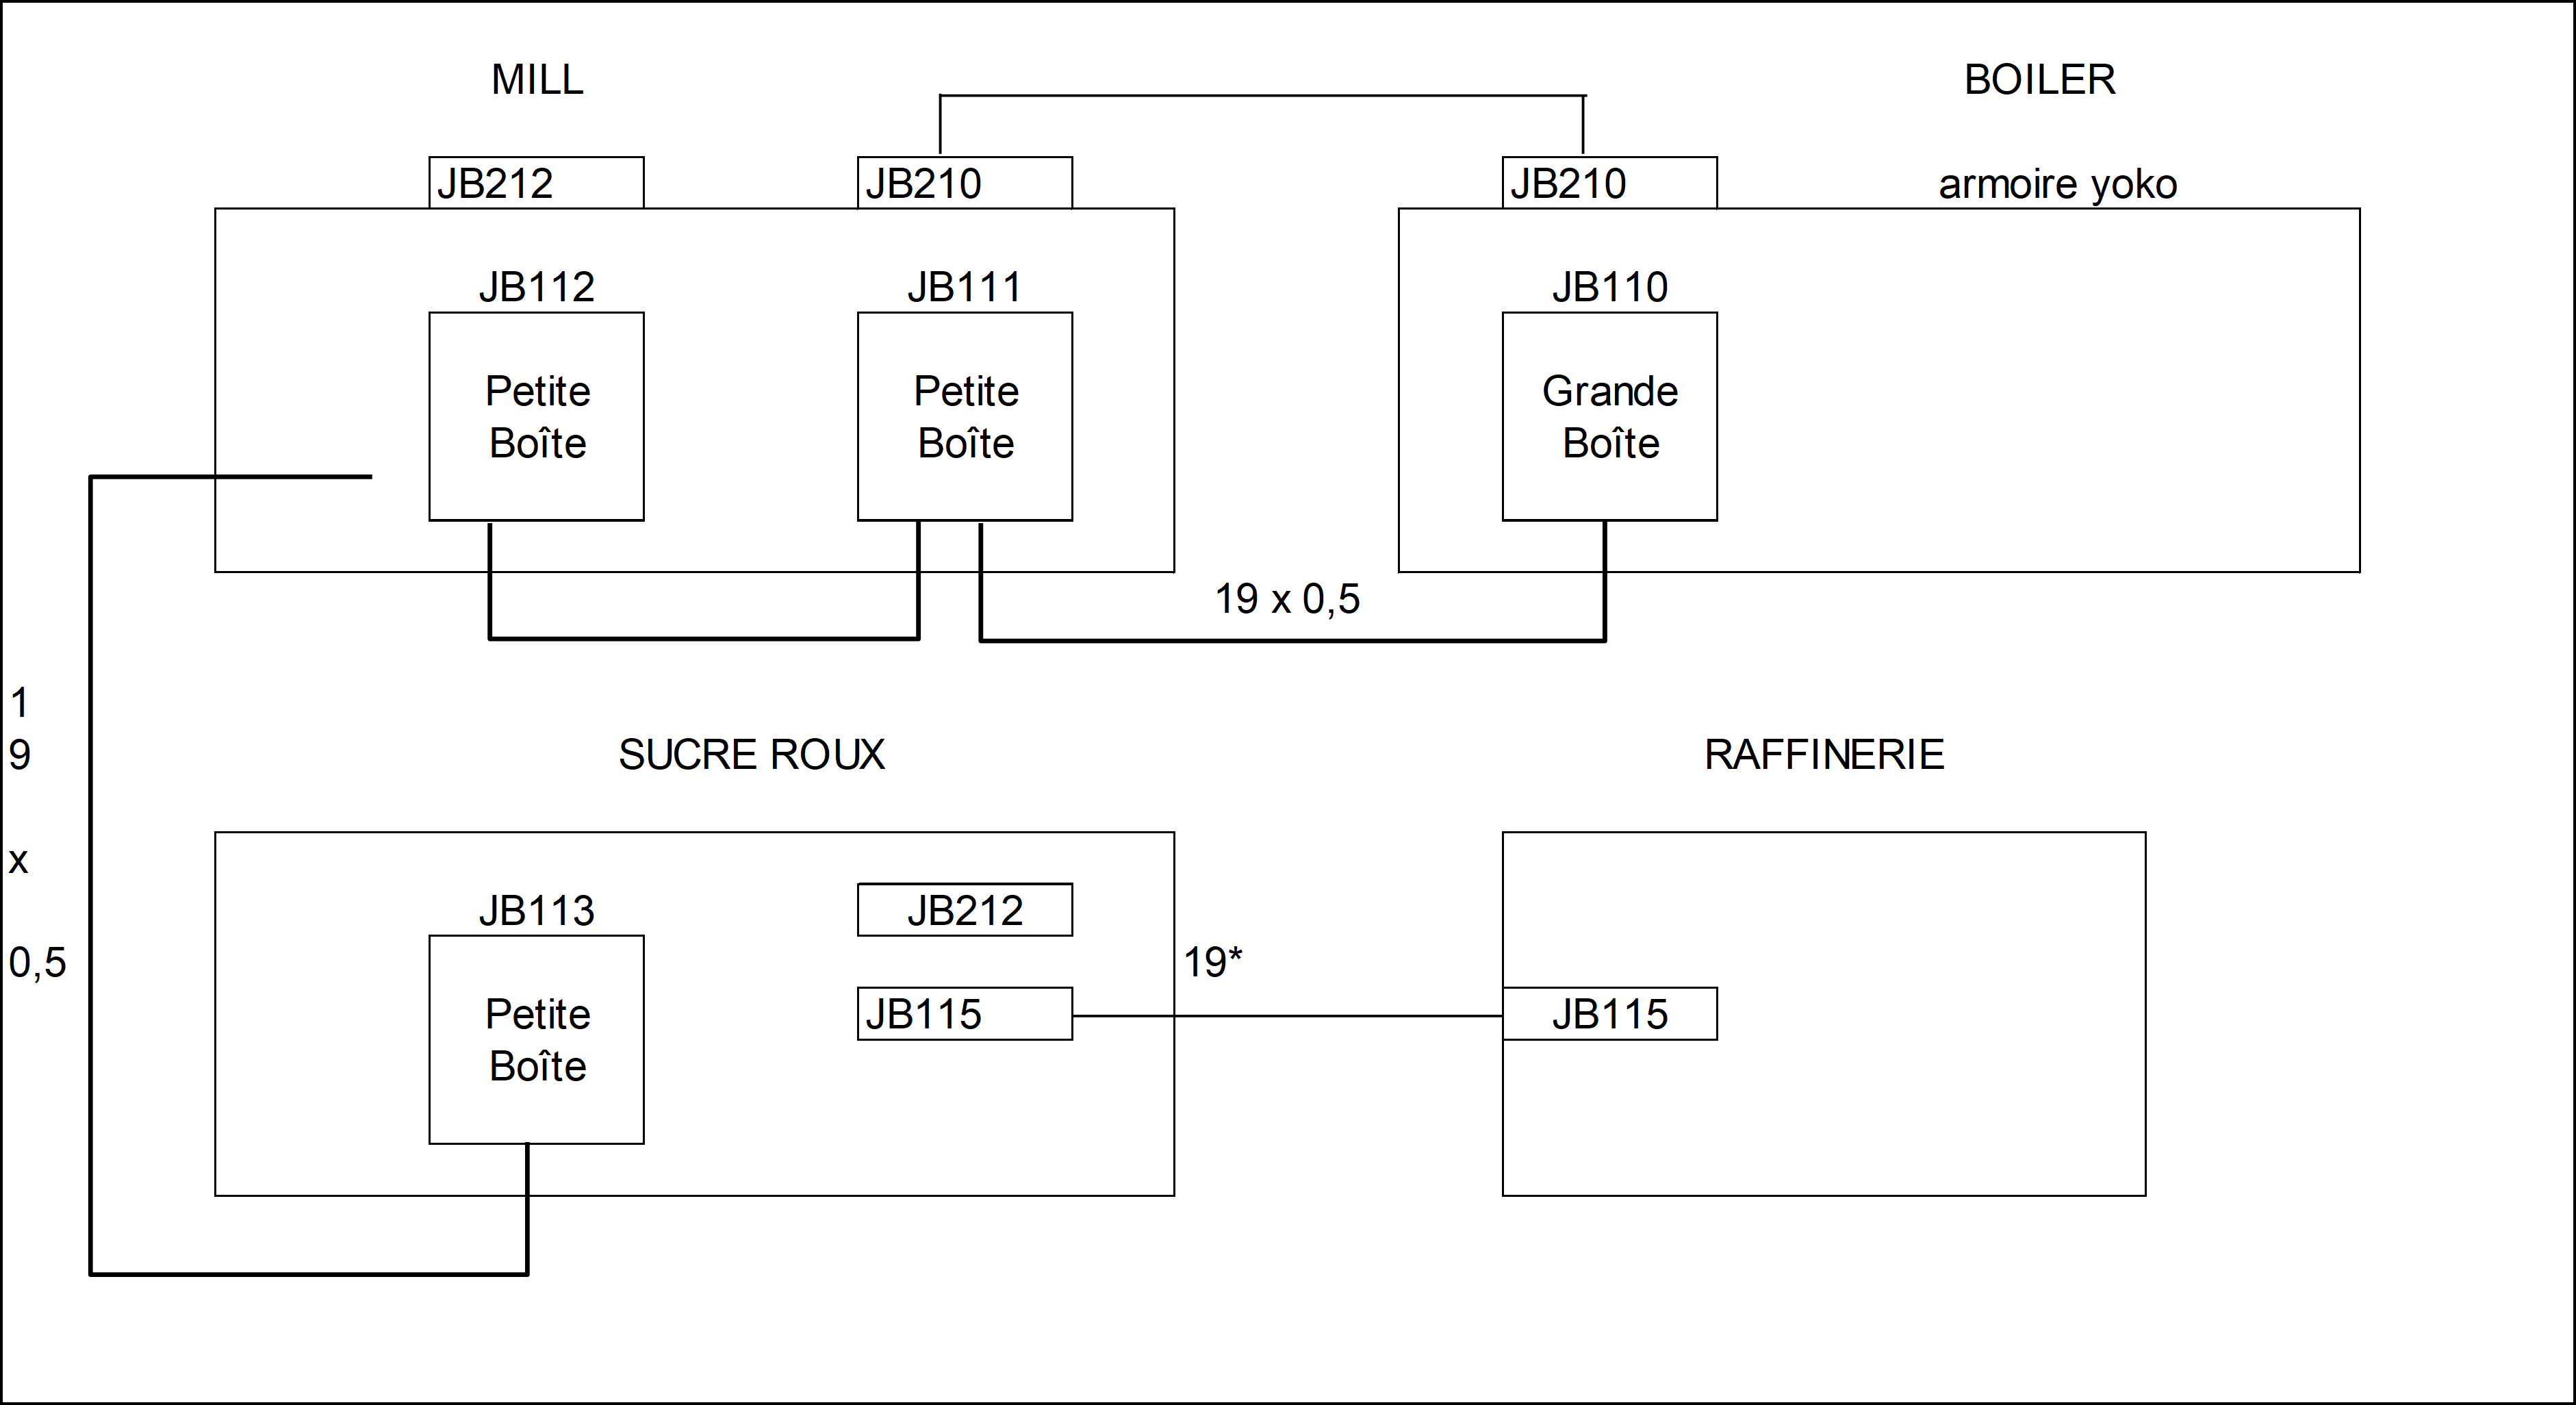 MILL
BOILER
JB212
JB210
JB210
armoire yoko
JB112
JB111
JB110
Petite
Boîte
Petite
Boîte
Grande
Boîte
19 x 0,5
1
9
x
0,5
SUCRE ROUX
RAFFINERIE
JB113
JB212
Petite
Boîte
19*
JB115
JB115